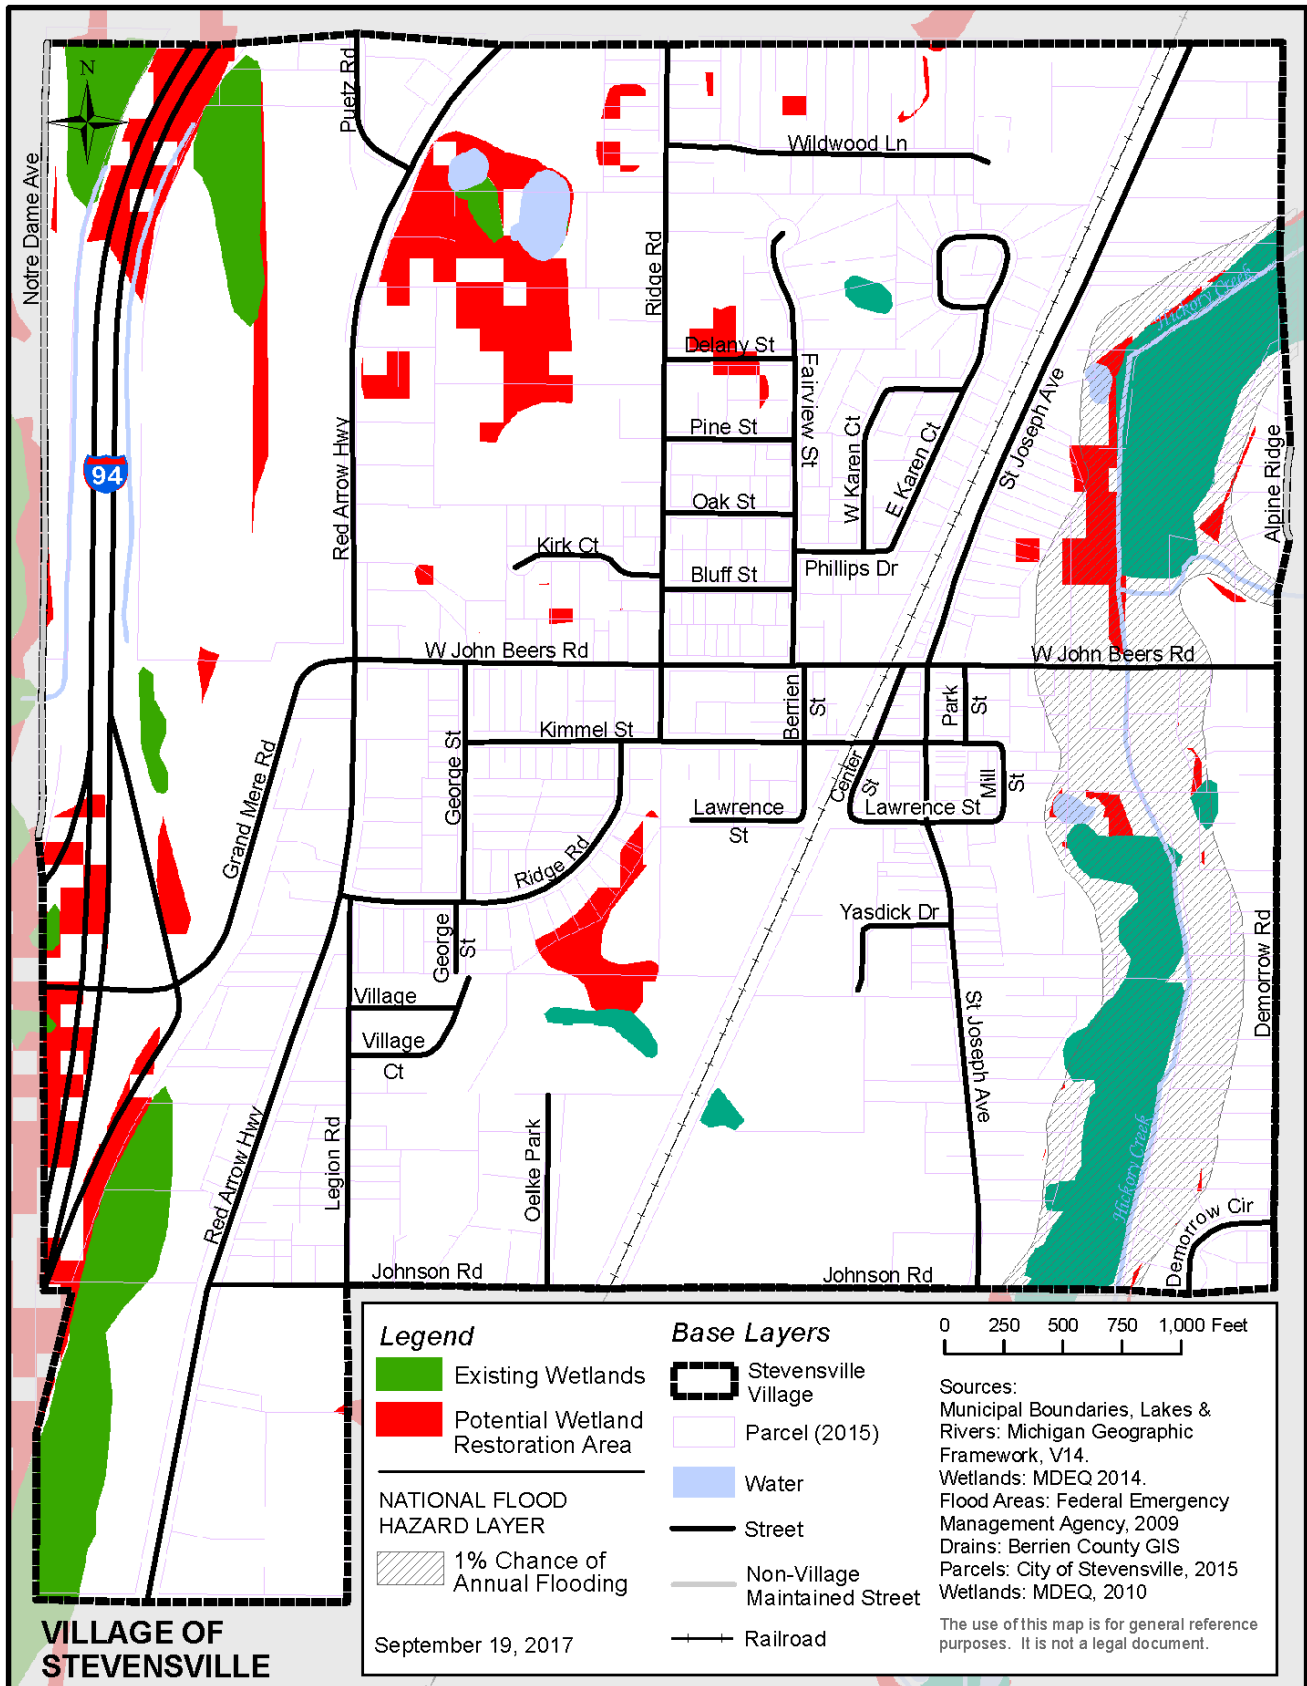 N
Puetz Rd
Wildwood Ln
Notre Dame Ave
Ridge Rd
Hickory Creek
Delany St
Fairview St
St Joseph Ave
Pine St
Red Arrow Hwy
W Karen Ct
E Karen Ct
Alpine Ridge
94
Oak St
Kirk Ct
Bluff St
Phillips Dr
W John Beers Rd
W John Beers Rd
Berrien
St
Park
St
Kimmel St
George St
Grand Mere Rd
Center
St
Mill
St
Lawrence
St
Lawrence St
Ridge Rd
Yasdick Dr
George
St
Demorrow Rd
Village
Village
Ct
St Joseph Ave
Red Arrow Hwy
Legion Rd
Oelke Park
Hickory Creek
Demorrow Cir
Johnson Rd
Johnson Rd
Legend
Existing Wetlands
Potential Wetland
Restoration Area
NATIONAL FLOOD
HAZARD LAYER
1% Chance of
Annual Flooding
September 19, 2017
Base Layers
Stevensville
Village
Parcel (2015)
Water
Street
Non-Village
Maintained Street
Railroad
0 250 500 750 1,000 Feet
Sources:
Municipal Boundaries, Lakes &
Rivers: Michigan Geographic
Framework, V14.
Wetlands: MDEQ 2014.
Flood Areas: Federal Emergency
Management Agency, 2009
Drains: Berrien County GIS
Parcels: City of Stevensville, 2015
Wetlands: MDEQ, 2010
The use of this map is for general reference
purposes. It is not a legal document.
VILLAGE OF
STEVENSVILLE